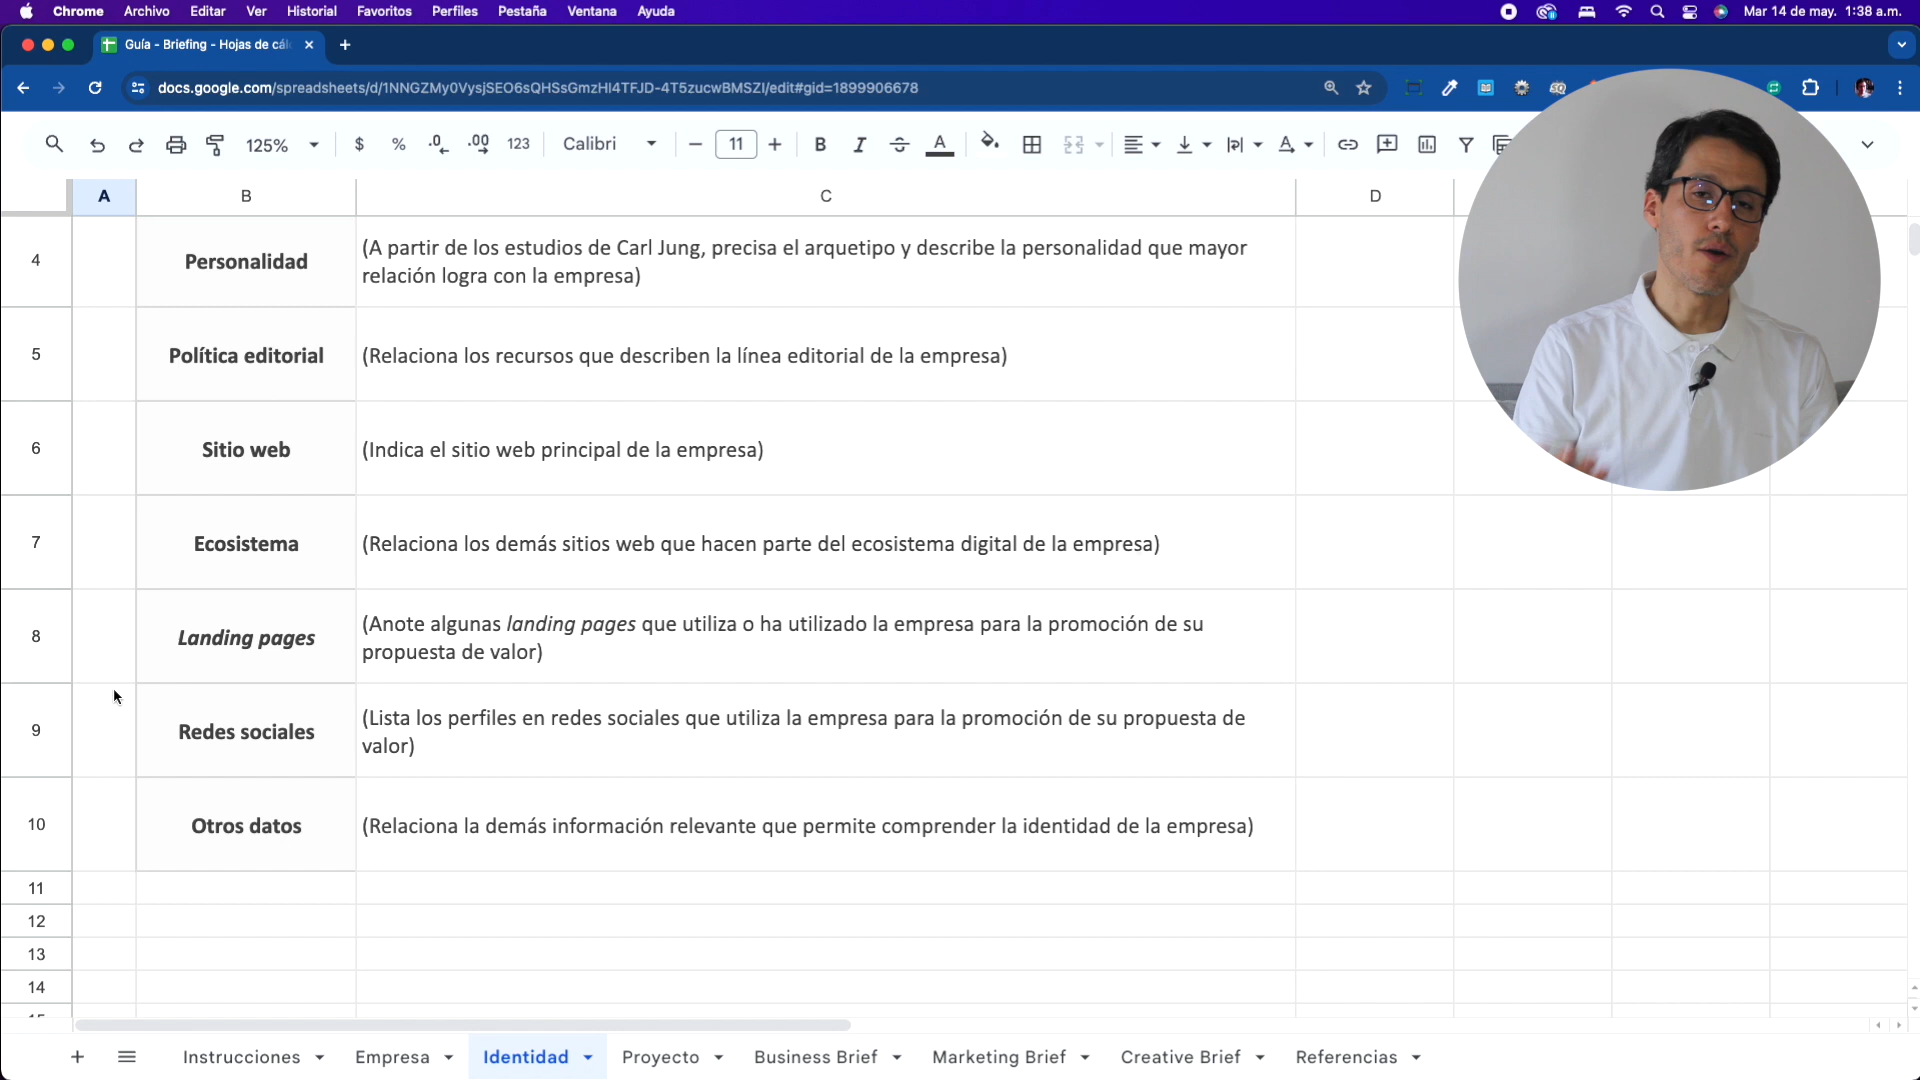 Chrome Archivo Editar Ver Historial Favoritos Perfiles Pestaña Ventana Ayuda Mar 14 de may. 1:38 a.m.
Guía - Briefing - Hojas de cál
docs.google.com/spreadsheets/d/1NNGZMy0VysjSEO6sQHSsGmzHI4TFJD-4T5zucwBMSZI/edit#gid=1899906678
125% $ % .0 .00 123 Calibri 11 B I A
A B C D
4 Personalidad (A partir de los estudios de Carl Jung, precisa el arquetipo y describe la personalidad que mayor
relación logra con la empresa)
5 Política editorial (Relaciona los recursos que describen la línea editorial de la empresa)
6 Sitio web (Indica el sitio web principal de la empresa)
7 Ecosistema (Relaciona los demás sitios web que hacen parte del ecosistema digital de la empresa)
8 Landing pages (Anote algunas landing pages que utiliza o ha utilizado la empresa para la promoción de su
propuesta de valor)
9 Redes sociales (Lista los perfiles en redes sociales que utiliza la empresa para la promoción de su propuesta de
valor)
10 Otros datos (Relaciona la demás información relevante que permite comprender la identidad de la empresa)
11
12
13
14
Instrucciones Empresa Identidad Proyecto Business Brief Marketing Brief Creative Brief Referencias